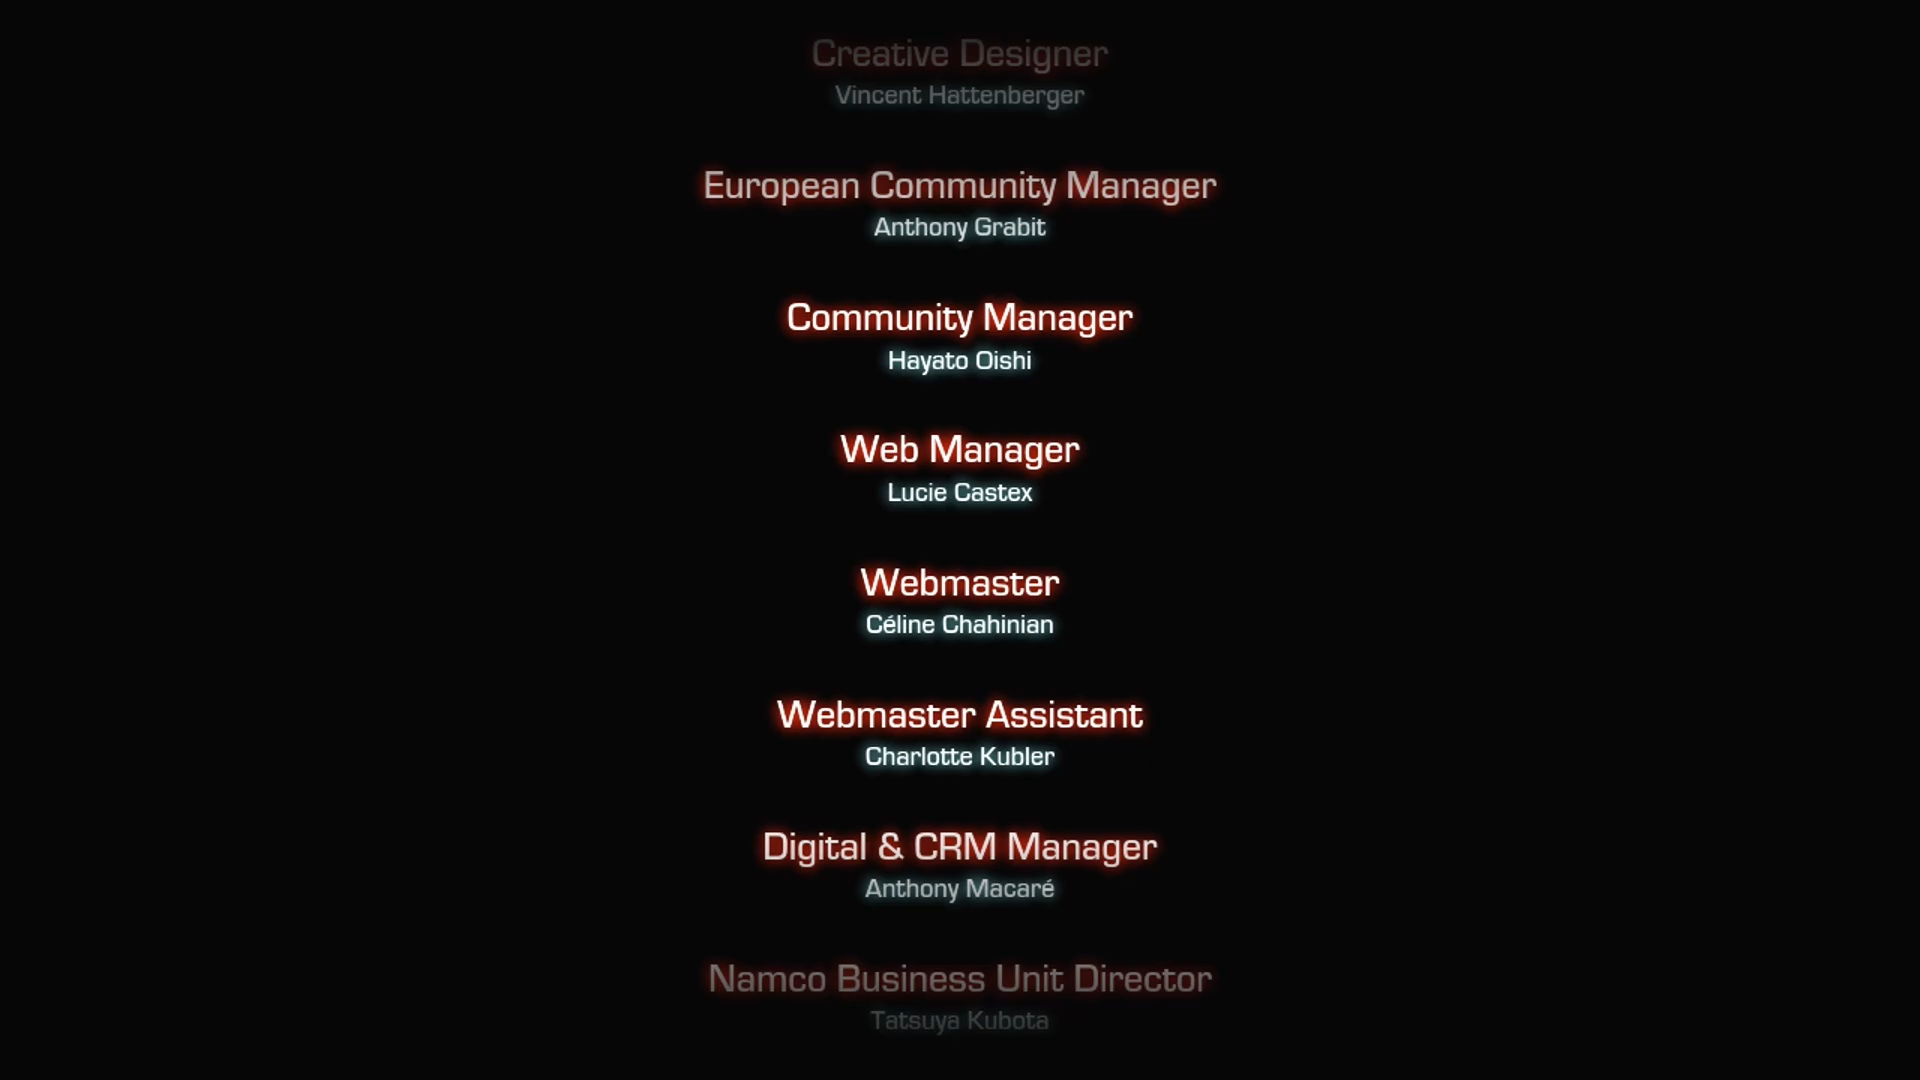 Creative Designer
Vincent Hattenberger
European Community Manager
Anthony Grabit
Community Manager
Hayato Oishi
Web Manager
Lucie Castex
Webmaster
Céline Chahinian
Webmaster Assistant
Charlotte Kubler
Digital & CRM Manager
Anthony Macaré
Namco Business Unit Director
Tatsuya Kubota